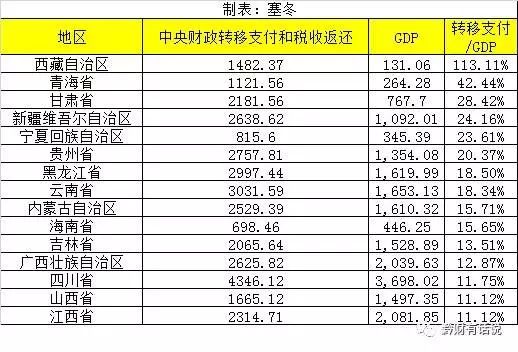 制表：塞冬
地区 中央财政转移支付和税收返还 GDP 转移支付/GDP
西藏自治区 1482.37 131.06 113.11%
青海省 1121.56 264.28 42.44%
甘肃省 2181.56 767.7 28.42%
新疆维吾尔自治区 2638.62 1,092.01 24.16%
宁夏回族自治区 815.6 345.39 23.61%
贵州省 2757.81 1,354.08 20.37%
黑龙江省 2997.44 1,619.99 18.50%
云南省 3031.59 1,653.13 18.34%
内蒙古自治区 2529.39 1,610.32 15.71%
海南省 698.46 446.25 15.65%
吉林省 2065.64 1,528.89 13.51%
广西壮族自治区 2625.82 2,039.63 12.87%
四川省 4346.12 3,698.02 11.75%
山西省 1665.12 1,497.35 11.12%
江西省 2314.71 2,081.85 11.12%
黔财有话说